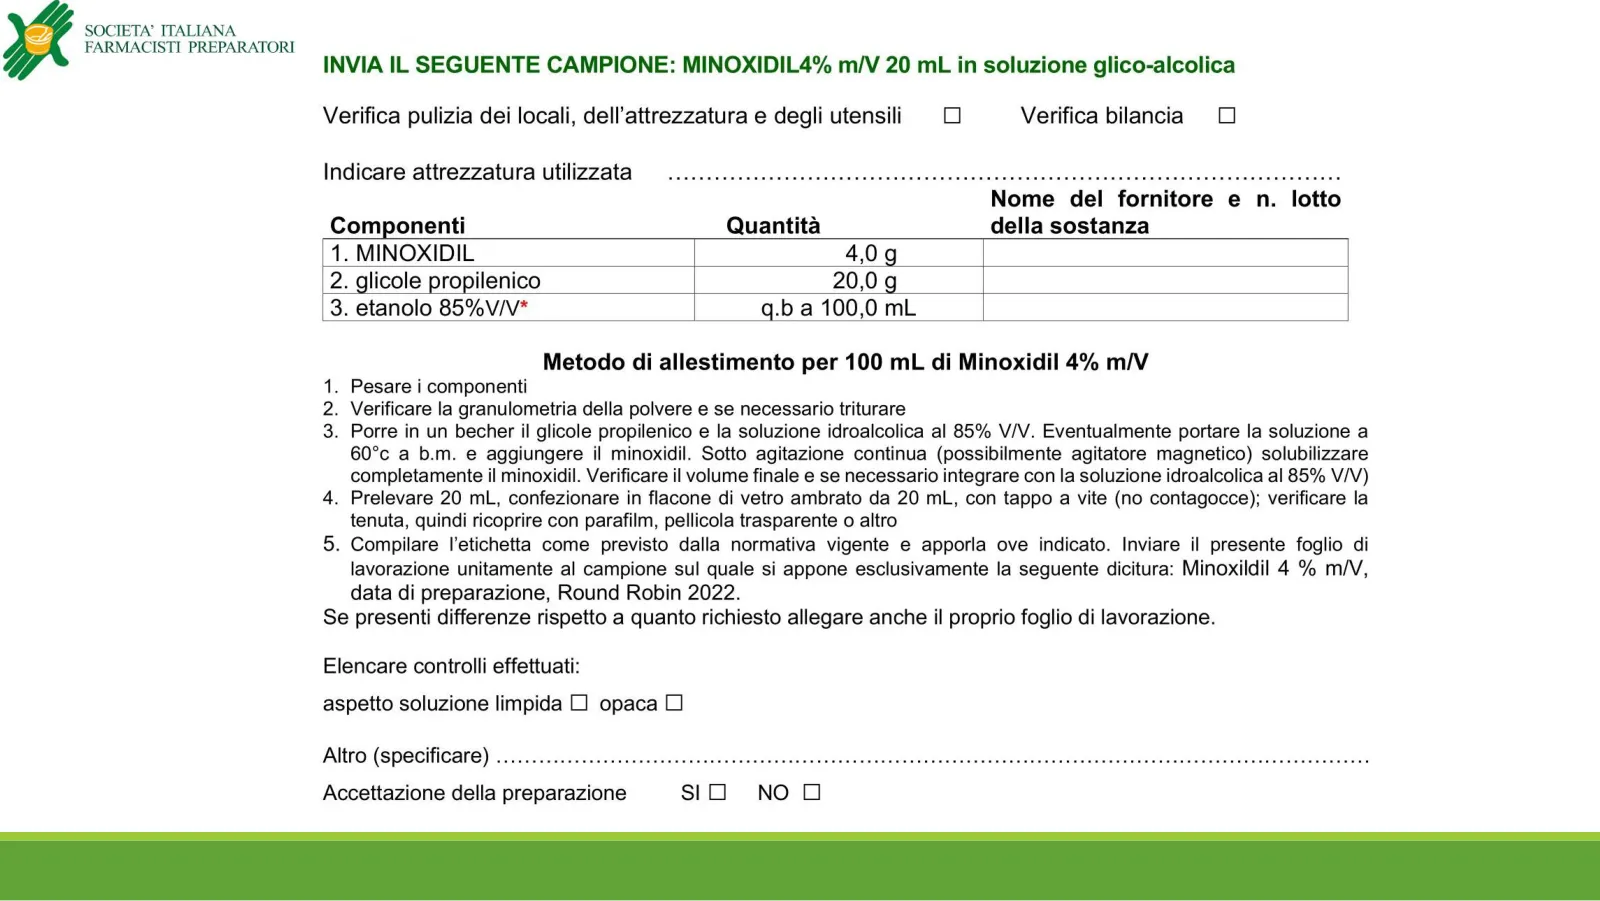 SOCIETA' ITALIANA
FARMACISTI PREPARATORI
INVIA IL SEGUENTE CAMPIONE: MINOXIDIL4% m/V 20 mL in soluzione glico-alcolica
Verifica pulizia dei locali, dell'attrezzatura e degli utensili ☐ Verifica bilancia ☐
Indicare attrezzatura utilizzata ……………………………………………………………………………
Nome del fornitore e n. lotto
Componenti Quantità della sostanza
1. MINOXIDIL 4,0 g
2. glicole propilenico 20,0 g
3. etanolo 85%V/V* q.b a 100,0 mL
Metodo di allestimento per 100 mL di Minoxidil 4% m/V
1. Pesare i componenti
2. Verificare la granulometria della polvere e se necessario triturare
3. Porre in un becher il glicole propilenico e la soluzione idroalcolica al 85% V/V. Eventualmente portare la soluzione a
60°c a b.m. e aggiungere il minoxidil. Sotto agitazione continua (possibilmente agitatore magnetico) solubilizzare
completamente il minoxidil. Verificare il volume finale e se necessario integrare con la soluzione idroalcolica al 85% V/V)
4. Prelevare 20 mL, confezionare in flacone di vetro ambrato da 20 mL, con tappo a vite (no contagocce); verificare la
tenuta, quindi ricoprire con parafilm, pellicola trasparente o altro
5. Compilare l'etichetta come previsto dalla normativa vigente e apporla ove indicato. Inviare il presente foglio di
lavorazione unitamente al campione sul quale si appone esclusivamente la seguente dicitura: Minoxildil 4 % m/V,
data di preparazione, Round Robin 2022.
Se presenti differenze rispetto a quanto richiesto allegare anche il proprio foglio di lavorazione.
Elencare controlli effettuati:
aspetto soluzione limpida ☐ opaca ☐
Altro (specificare) ……………………………………………………………………………………………………………
Accettazione della preparazione SI ☐ NO ☐